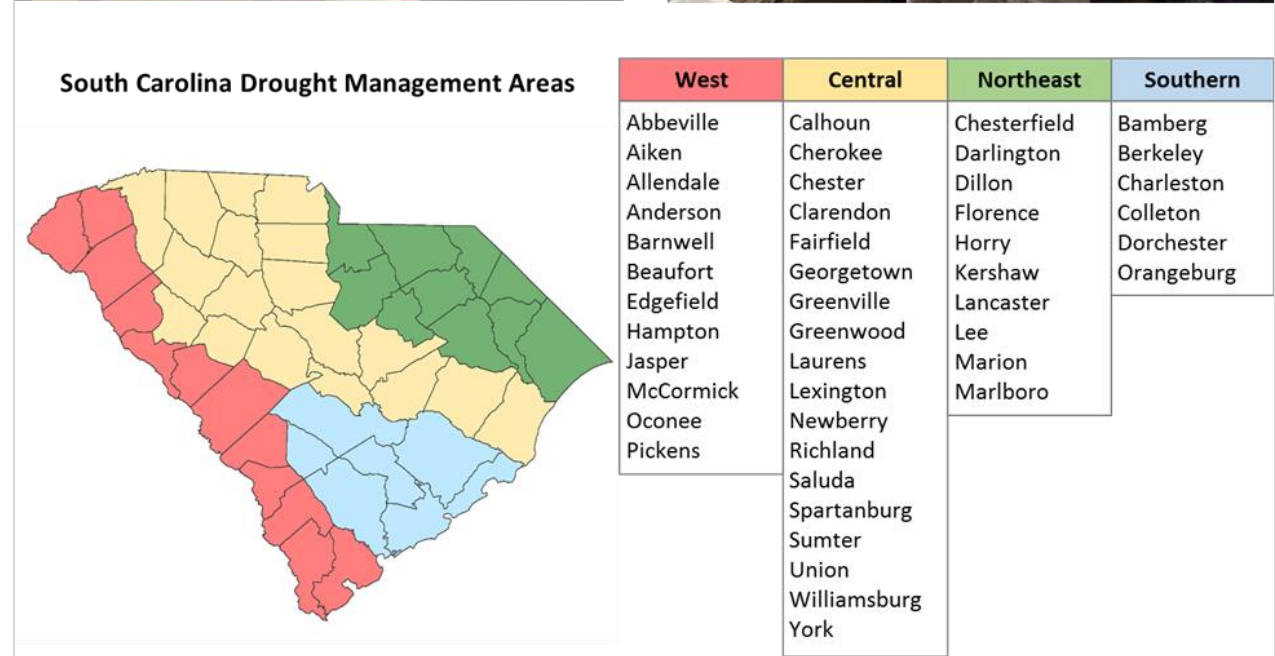 South Carolina Drought Management Areas
West
Abbeville
Aiken
Allendale
Anderson
Barnwell
Beaufort
Edgefield
Hampton
Jasper
McCormick
Oconee
Pickens
Central
Calhoun
Cherokee
Chester
Clarendon
Fairfield
Georgetown
Greenville
Greenwood
Laurens
Lexington
Newberry
Richland
Saluda
Spartanburg
Sumter
Union
Williamsburg
York
Northeast
Chesterfield
Darlington
Dillon
Florence
Horry
Kershaw
Lancaster
Lee
Marion
Marlboro
Southern
Bamberg
Berkeley
Charleston
Colleton
Dorchester
Orangeburg